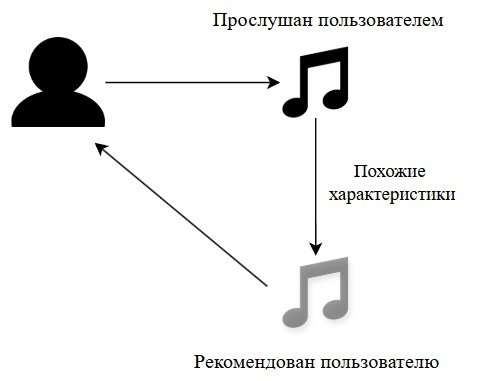 Прослушан пользователем
Похожие
характеристики
Рекомендован пользователю